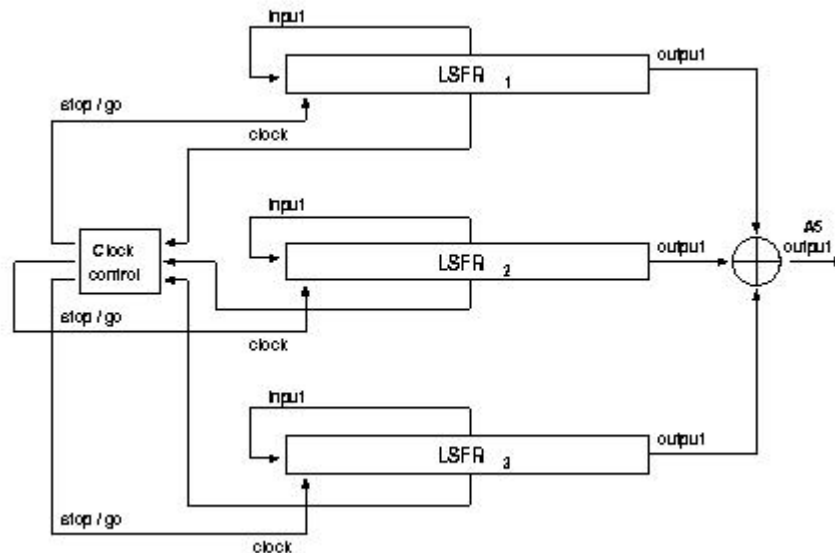 Input
output
LSFR 1
stop / go
clock
Input
Clock control
LSFR 2
output
A5 output
stop / go
clock
Input
output
LSFR 3
stop / go
clock